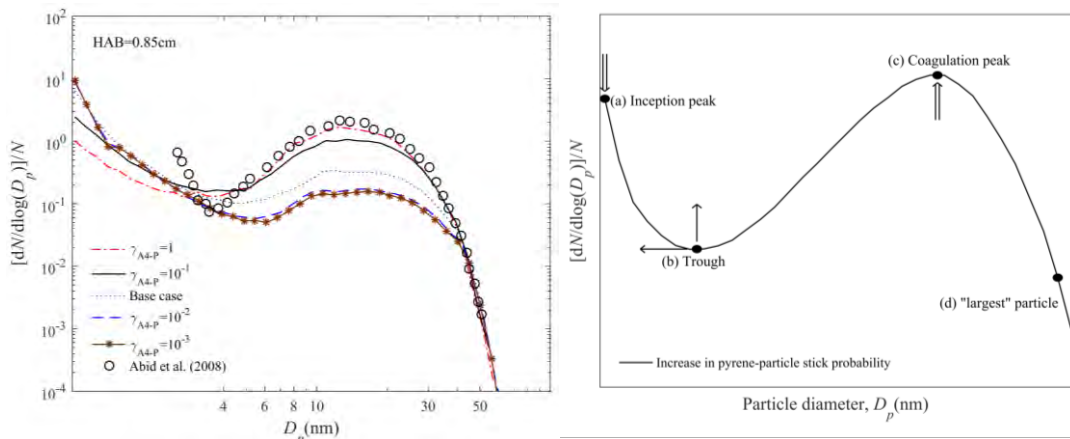 HAB=0.85cm
[dN/dlog(D_p)]/N
10^2
10^1
10^0
10^-1
10^-2
10^-3
10^-4
γ_A4-P=1
γ_A4-P=10^-1
Base case
γ_A4-P=10^-2
γ_A4-P=10^-3
Abid et al. (2008)
4 6 8 10 30 50
D_p(nm)
[dN/dlog(D_p)]/N
(c) Coagulation peak
(a) Inception peak
(b) Trough
(d) "largest" particle
Increase in pyrene-particle stick probability
Particle diameter, D_p(nm)